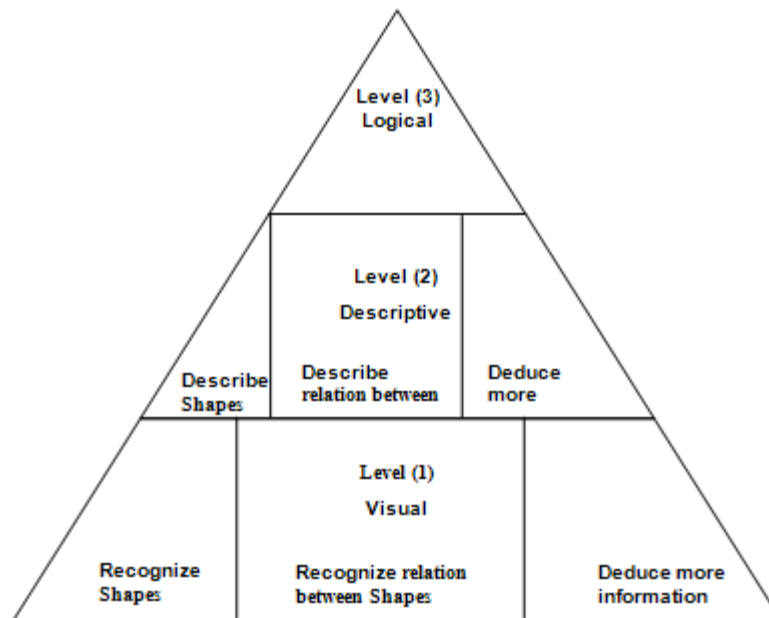 Level (3)
Logical
Level (2)
Descriptive
Describe
Shapes
Describe
relation between
Deduce
more
Level (1)
Visual
Recognize
Shapes
Recognize relation
between Shapes
Deduce more
information